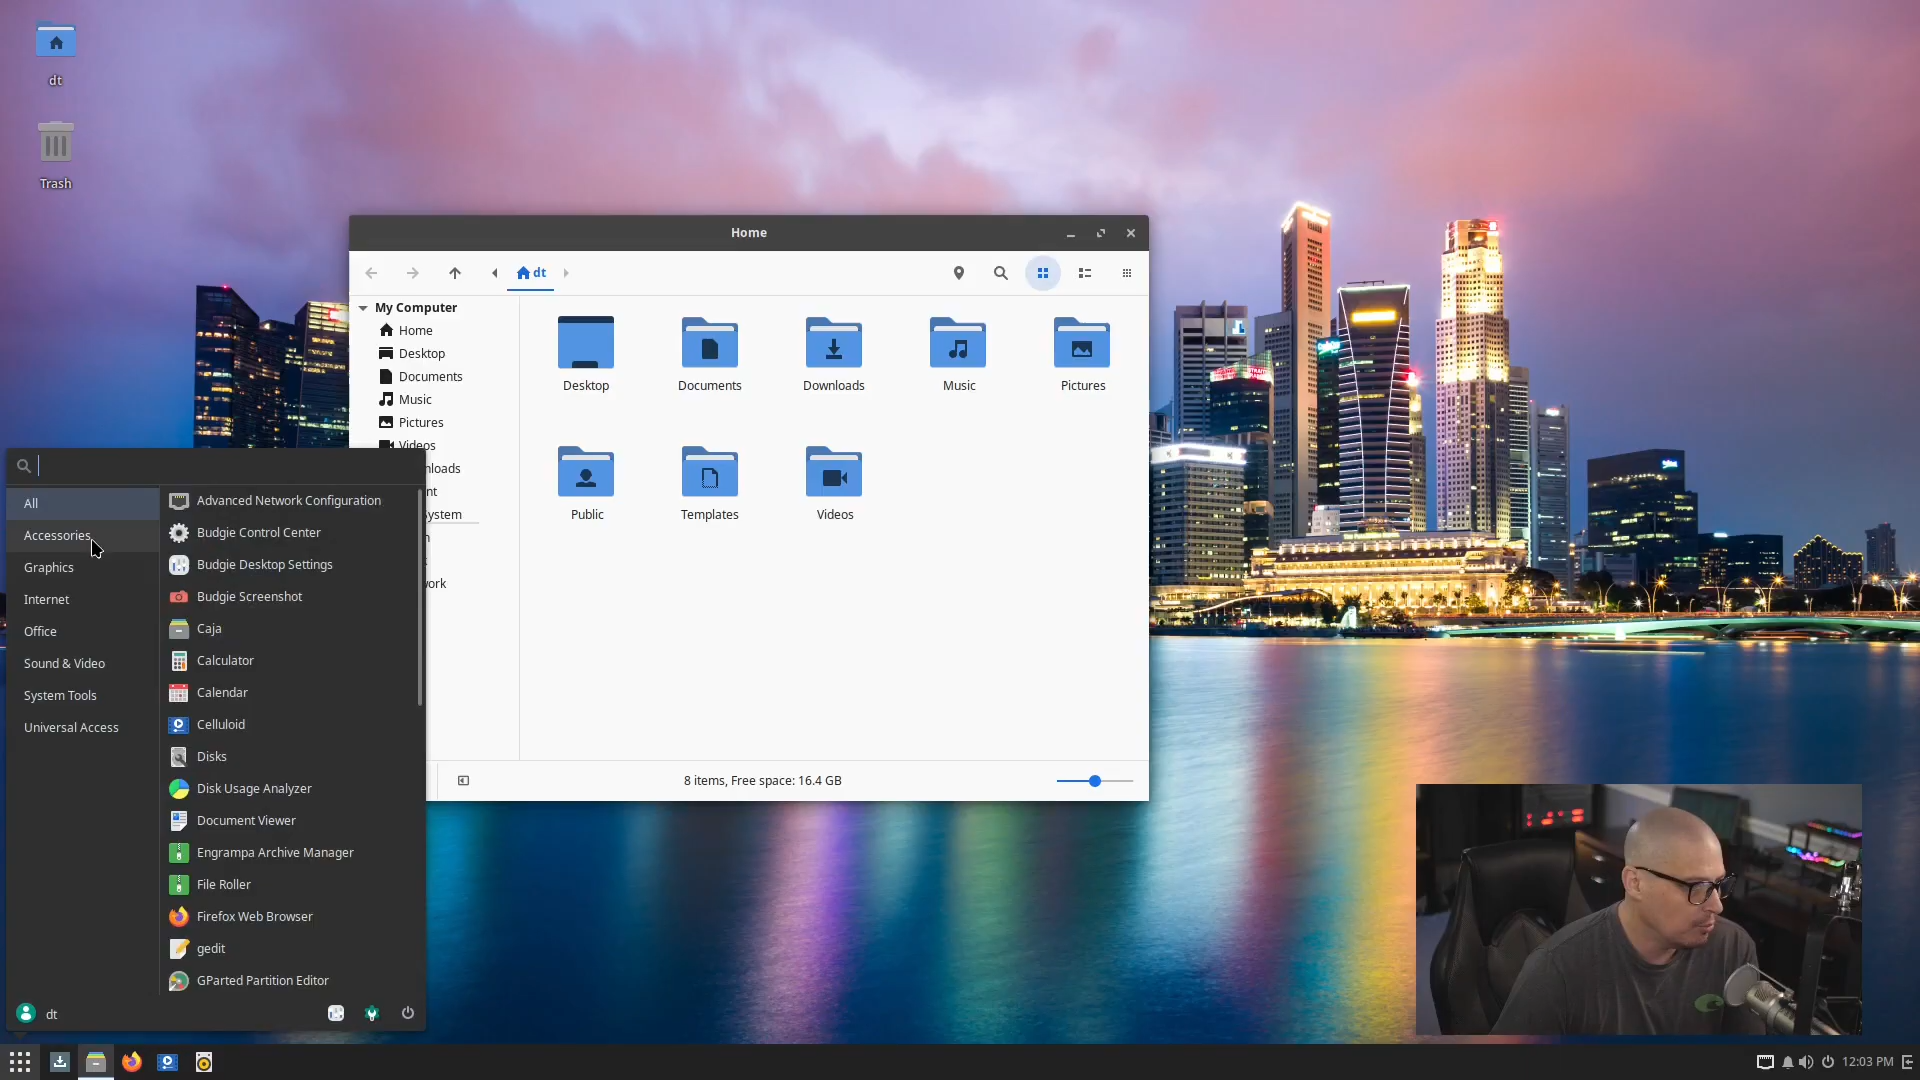 dt
Trash
Home
dt
My Computer
Home
Desktop
Documents
Music
Pictures
Videos
nloads
nt
ystem
n
work
Desktop
Documents
Downloads
Music
Pictures
Public
Templates
Videos
8 items, Free space: 16.4 GB
All
Accessories
Graphics
Internet
Office
Sound & Video
System Tools
Universal Access
Advanced Network Configuration
Budgie Control Center
Budgie Desktop Settings
Budgie Screenshot
Caja
Calculator
Calendar
Celluloid
Disks
Disk Usage Analyzer
Document Viewer
Engrampa Archive Manager
File Roller
Firefox Web Browser
gedit
GParted Partition Editor
dt
12:03 PM